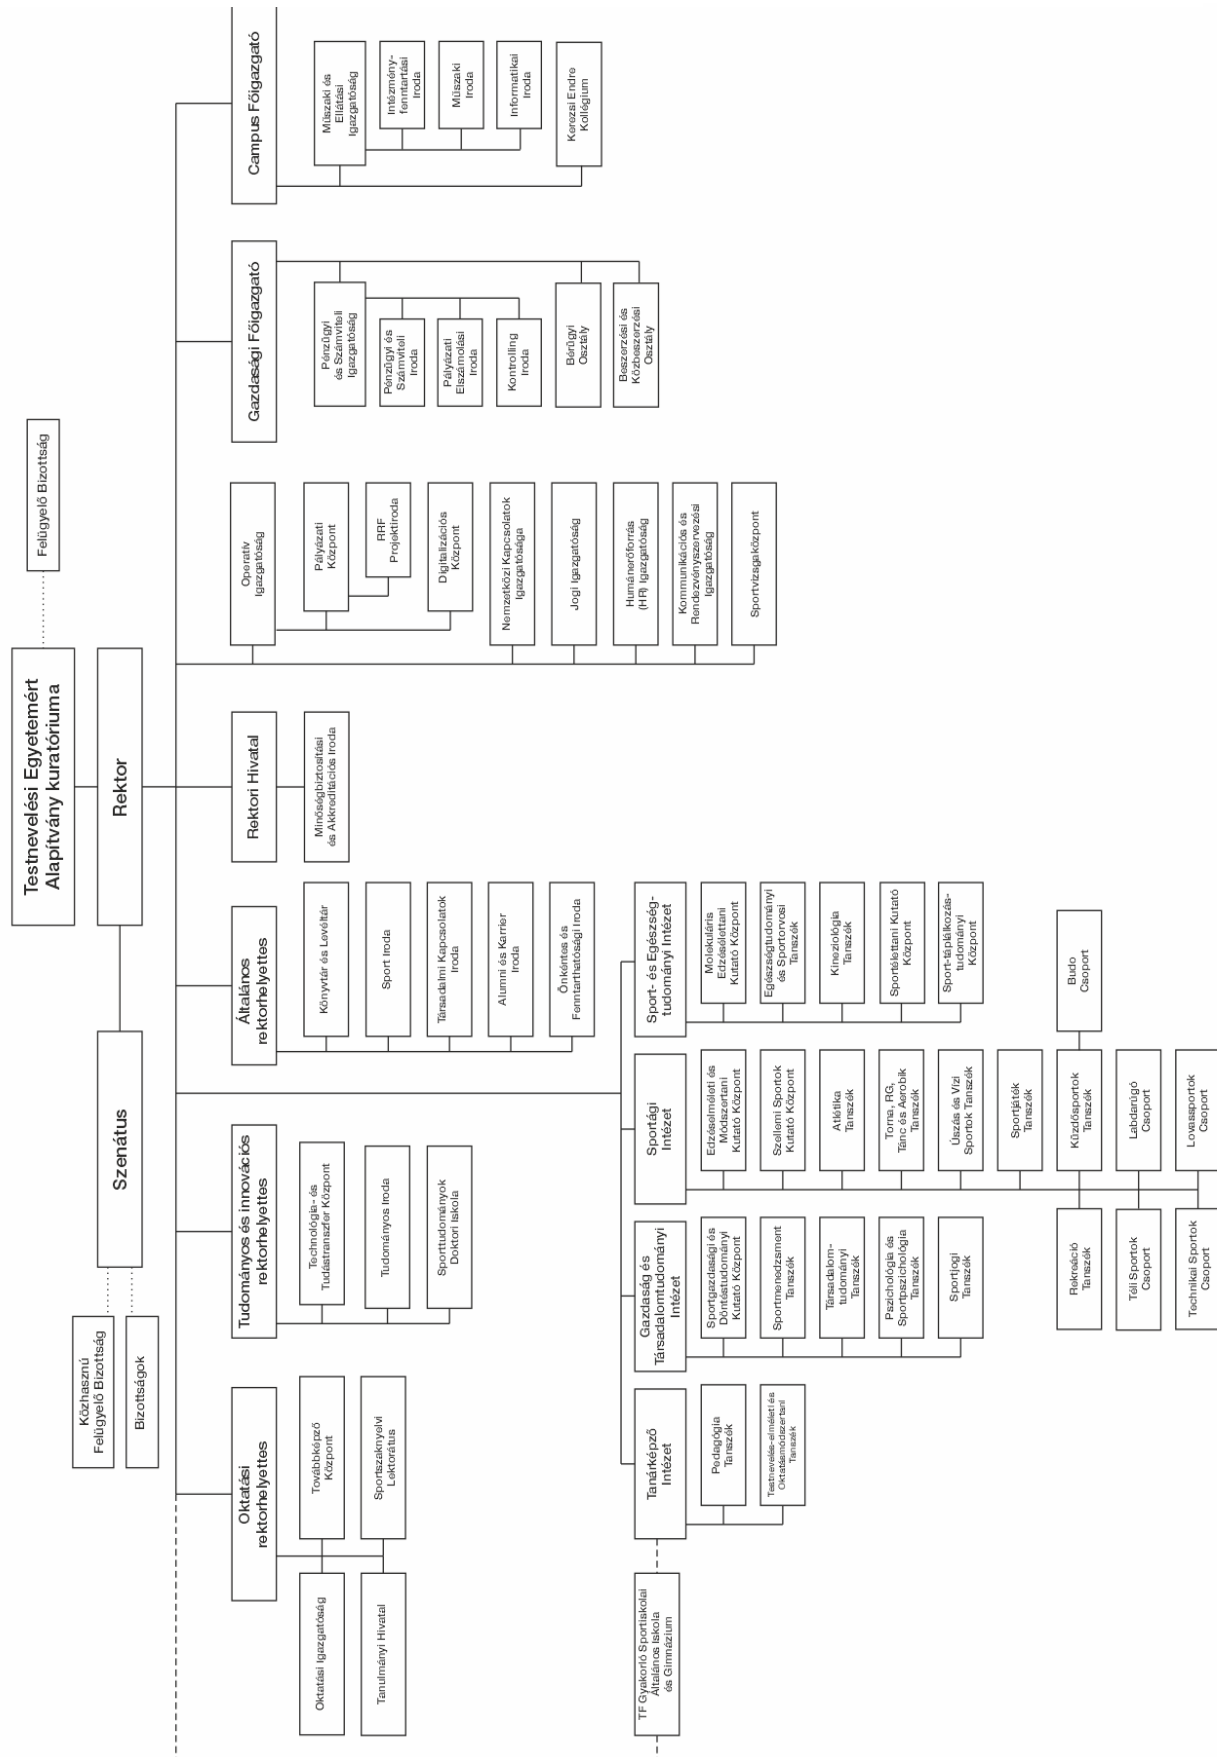 Testnevelési Egyetemért
Alapítvány kuratóriuma
Felügyelő Bizottság
Rektor
Szenátus
Közhasznú
Felügyelő Bizottság
Bizottságok
Oktatási
rektorhelyettes
Oktatási Igazgatóság
Továbbképző
Központ
Tanulmányi Hivatal
Sportszaknyelvi
Lektorátus
Tudományos és innovációs
rektorhelyettes
Technológia- és
Tudástranszfer Központ
Tudományos Iroda
Sporttudományok
Doktori Iskola
Általános
rektorhelyettes
Könyvtár és Levéltár
Sport Iroda
Társadalmi Kapcsolatok
Iroda
Alumni és Karrier
Iroda
Önkéntes és
Fenntarthatósági Iroda
Rektori Hivatal
Minőségbiztosítási
és Akkreditációs Iroda
Operatív
Igazgatóság
Pályázati
Központ
RRF
Projektiroda
Digitalizációs
Központ
Nemzetközi Kapcsolatok
Igazgatósága
Jogi Igazgatóság
Humánerőforrás
(HR) Igazgatóság
Kommunikációs és
Rendezvényszervezési
Igazgatóság
Sportvizsgaközpont
Gazdasági Főigazgató
Pénzügyi
és Számviteli
Igazgatóság
Pénzügyi és
Számviteli
Iroda
Pályázati
Elszámolási
Iroda
Kontrolling
Iroda
Bérügyi
Osztály
Beszerzési és
Közbeszerzési
Osztály
Campus Főigazgató
Műszaki és
Ellátási
Igazgatóság
Intézmény-
fenntartási
Iroda
Műszaki
Iroda
Informatikai
Iroda
Kerezsi Endre
Kollégium
TF Gyakorló Sportiskolai
Általános Iskola
és Gimnázium
Tanárképző
Intézet
Pedagógia
Tanszék
Testnevelés-elméleti és
Oktatásmódszertani
Tanszék
Gazdaság és
Társadalomtudományi
Intézet
Sportgazdasági és
Döntéstudományi
Kutató Központ
Sportmenedzsment
Tanszék
Társadalom-
tudományi
Tanszék
Pszichológia és
Sportpszichológia
Tanszék
Sportjogi
Tanszék
Sportági
Intézet
Edzéselméleti és
Módszertani
Kutató Központ
Szellemi Sportok
Kutató Központ
Atlétika
Tanszék
Torna, RG,
Tánc és Aerobik
Tanszék
Úszás és Vízi
Sportok Tanszék
Sportjáték
Tanszék
Rekreáció
Tanszék
Küzdősportok
Tanszék
Budo
Csoport
Téli Sportok
Csoport
Labdarúgó
Csoport
Technikai Sportok
Csoport
Lovassportok
Csoport
Sport- és Egészség-
tudományi Intézet
Molekuláris
Edzésélettani
Kutató Központ
Egészségtudományi
és Sportorvosi
Tanszék
Kineziológia
Tanszék
Sportélettani Kutató
Központ
Sport-táplálkozás-
tudományi
Központ